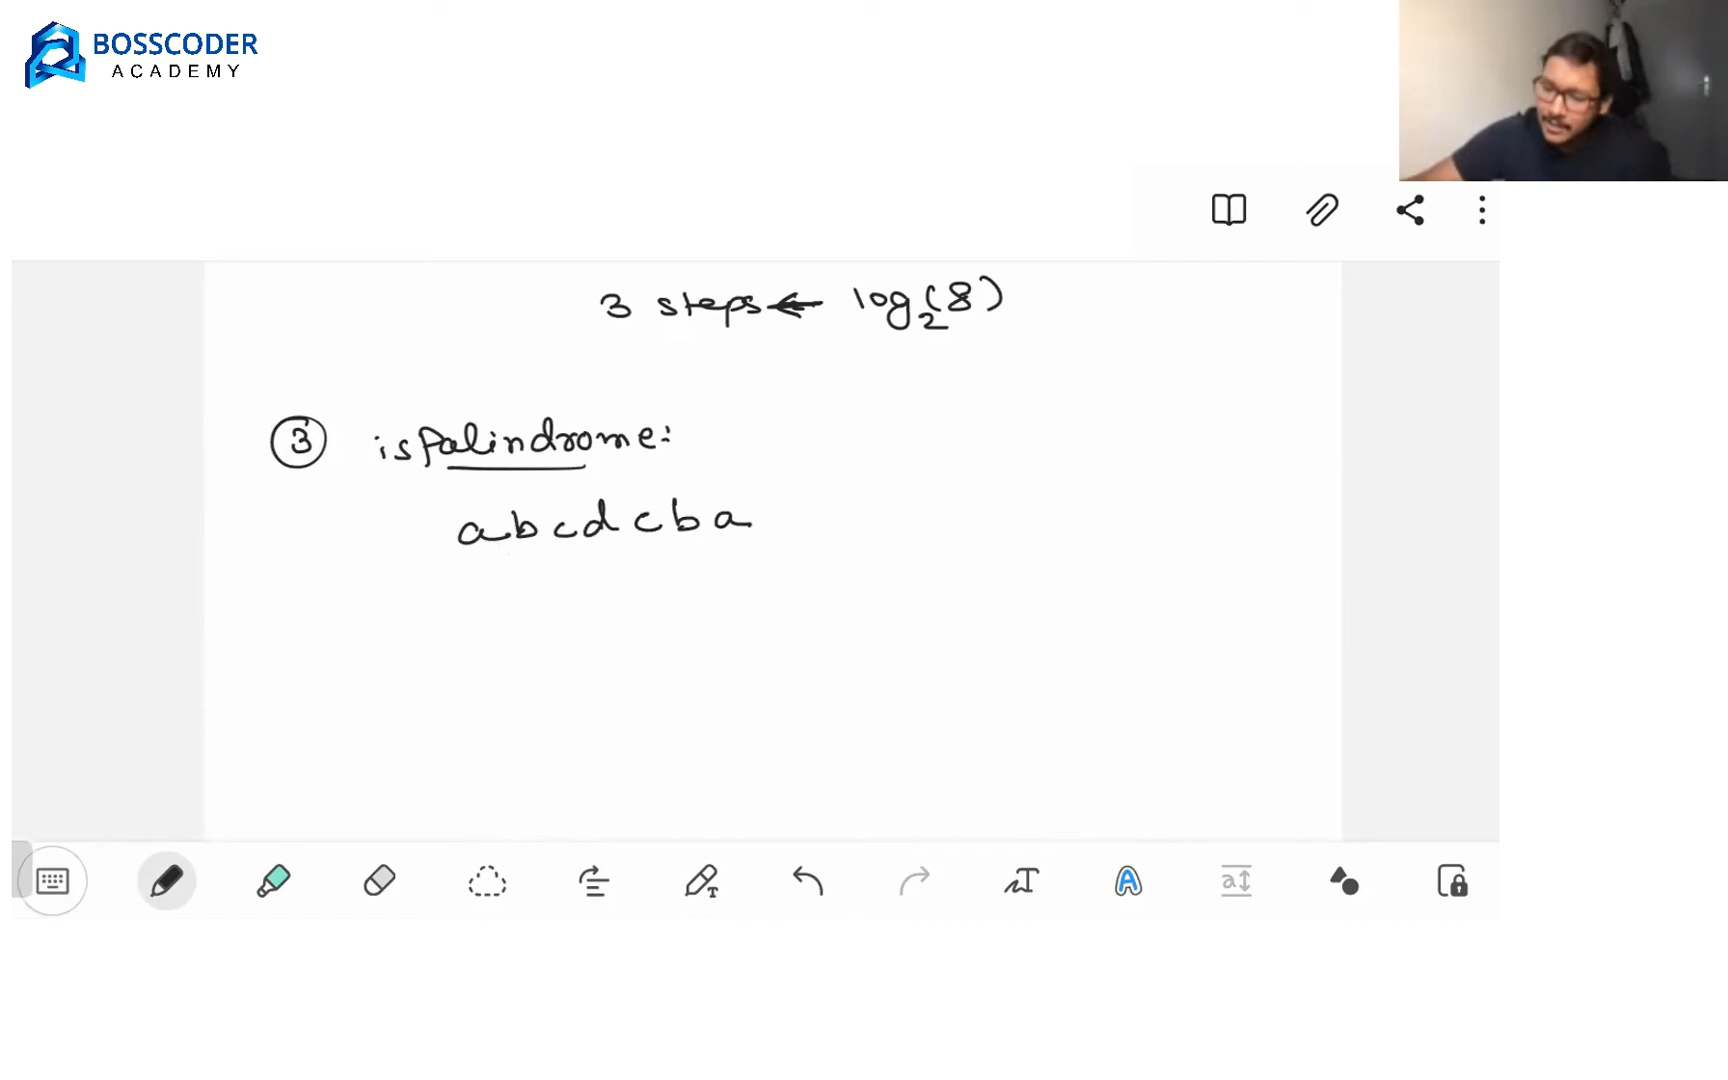 BOSSCODER
ACADEMY
3 steps ← log₂(8)
③ isPalindrome:
abcdcba